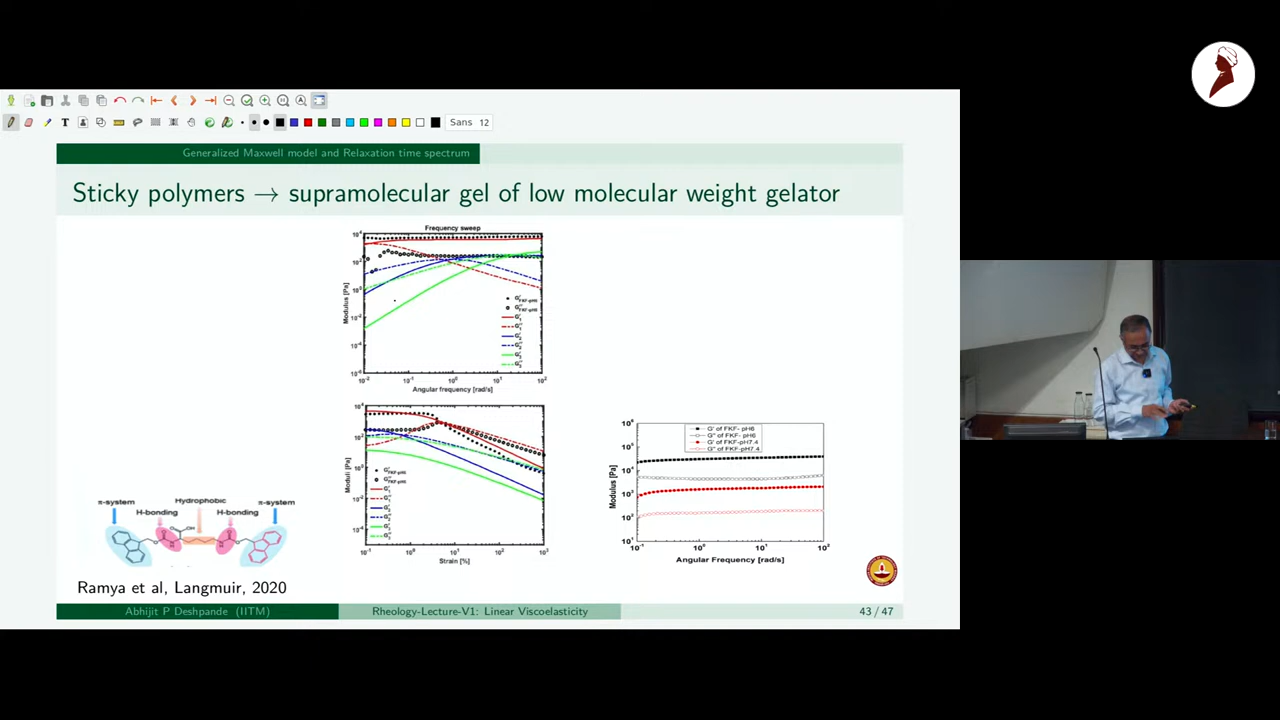 Sans 12
Generalized Maxwell model and Relaxation time spectrum
Sticky polymers → supramolecular gel of low molecular weight gelator
Frequency sweep
Modulus [Pa]
Angular frequency [rad/s]
Moduli [Pa]
Strain [%]
π-system
Hydrophobic
π-system
H-bonding
H-bonding
G' of FKF- pH6
G" of FKF- pH6
G' of FKF-pH7.4
G" of FKF-pH7.4
Modulus [Pa]
Angular Frequency [rad/s]
Ramya et al, Langmuir, 2020
Abhijit P Deshpande (IITM)
Rheology-Lecture-V1: Linear Viscoelasticity
43 / 47